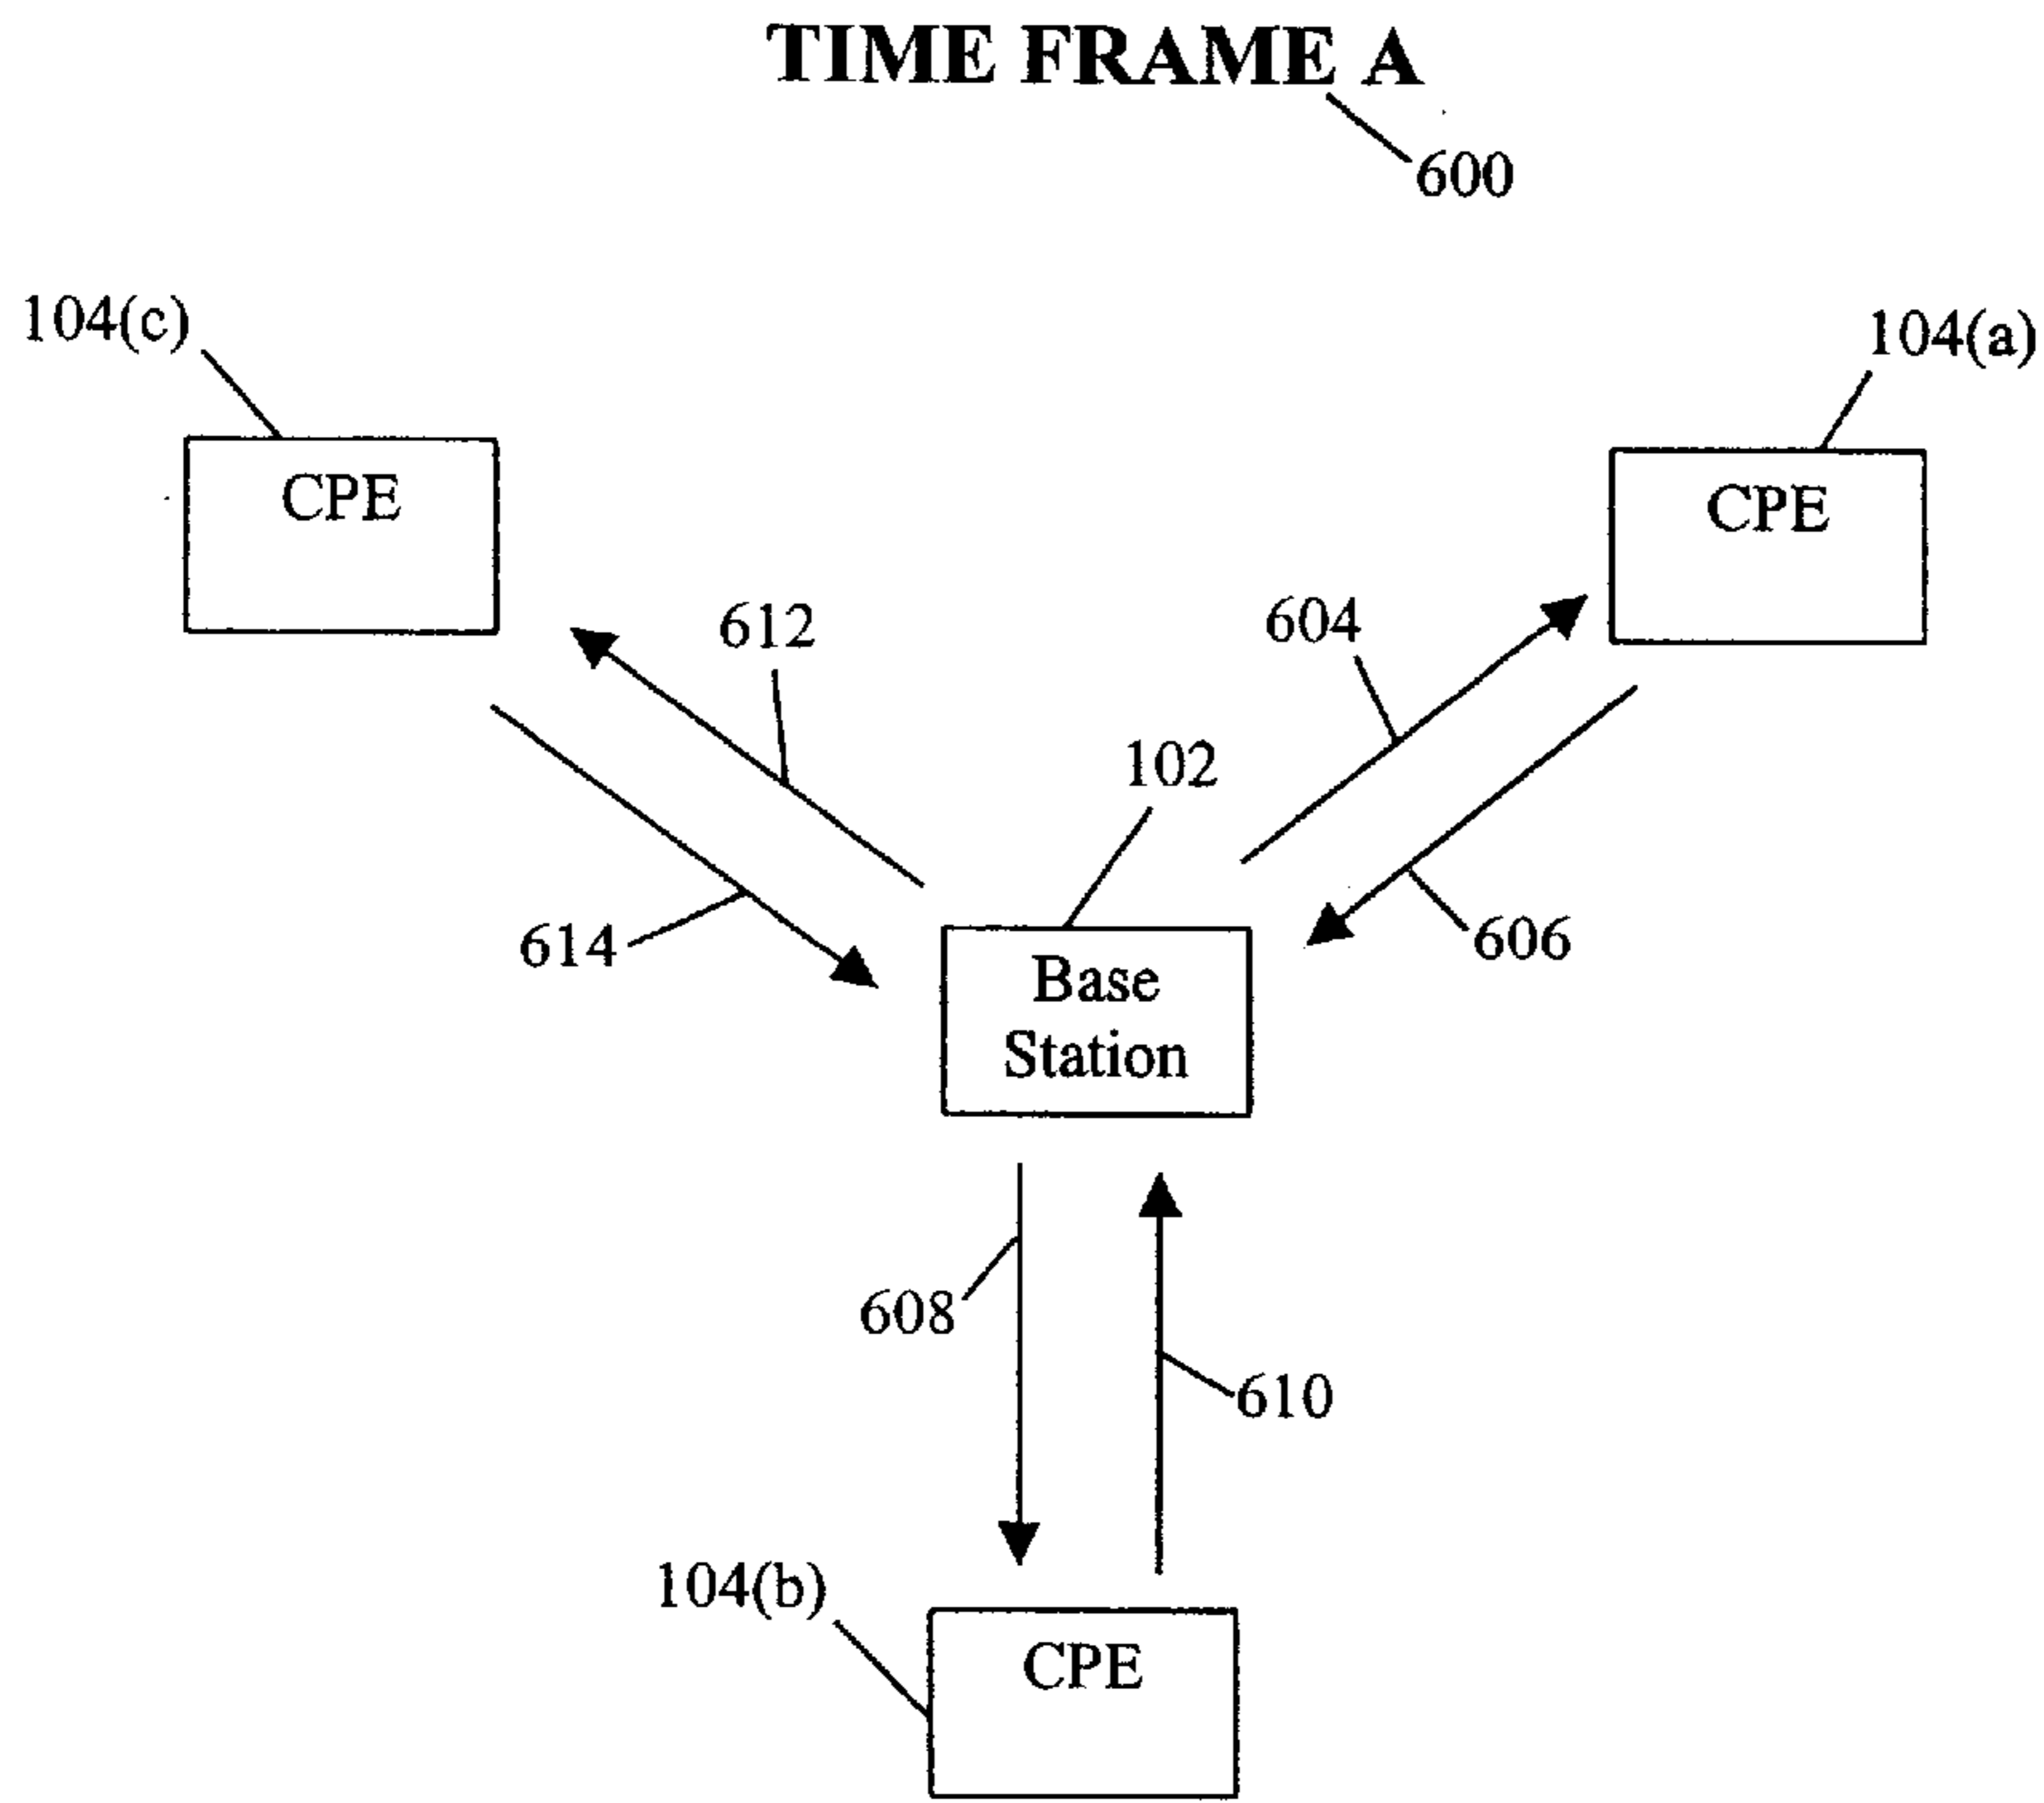 TIME FRAME A
600
104(c)
104(a)
CPE
CPE
612
604
102
614
606
Base
Station
608
610
104(b)
CPE